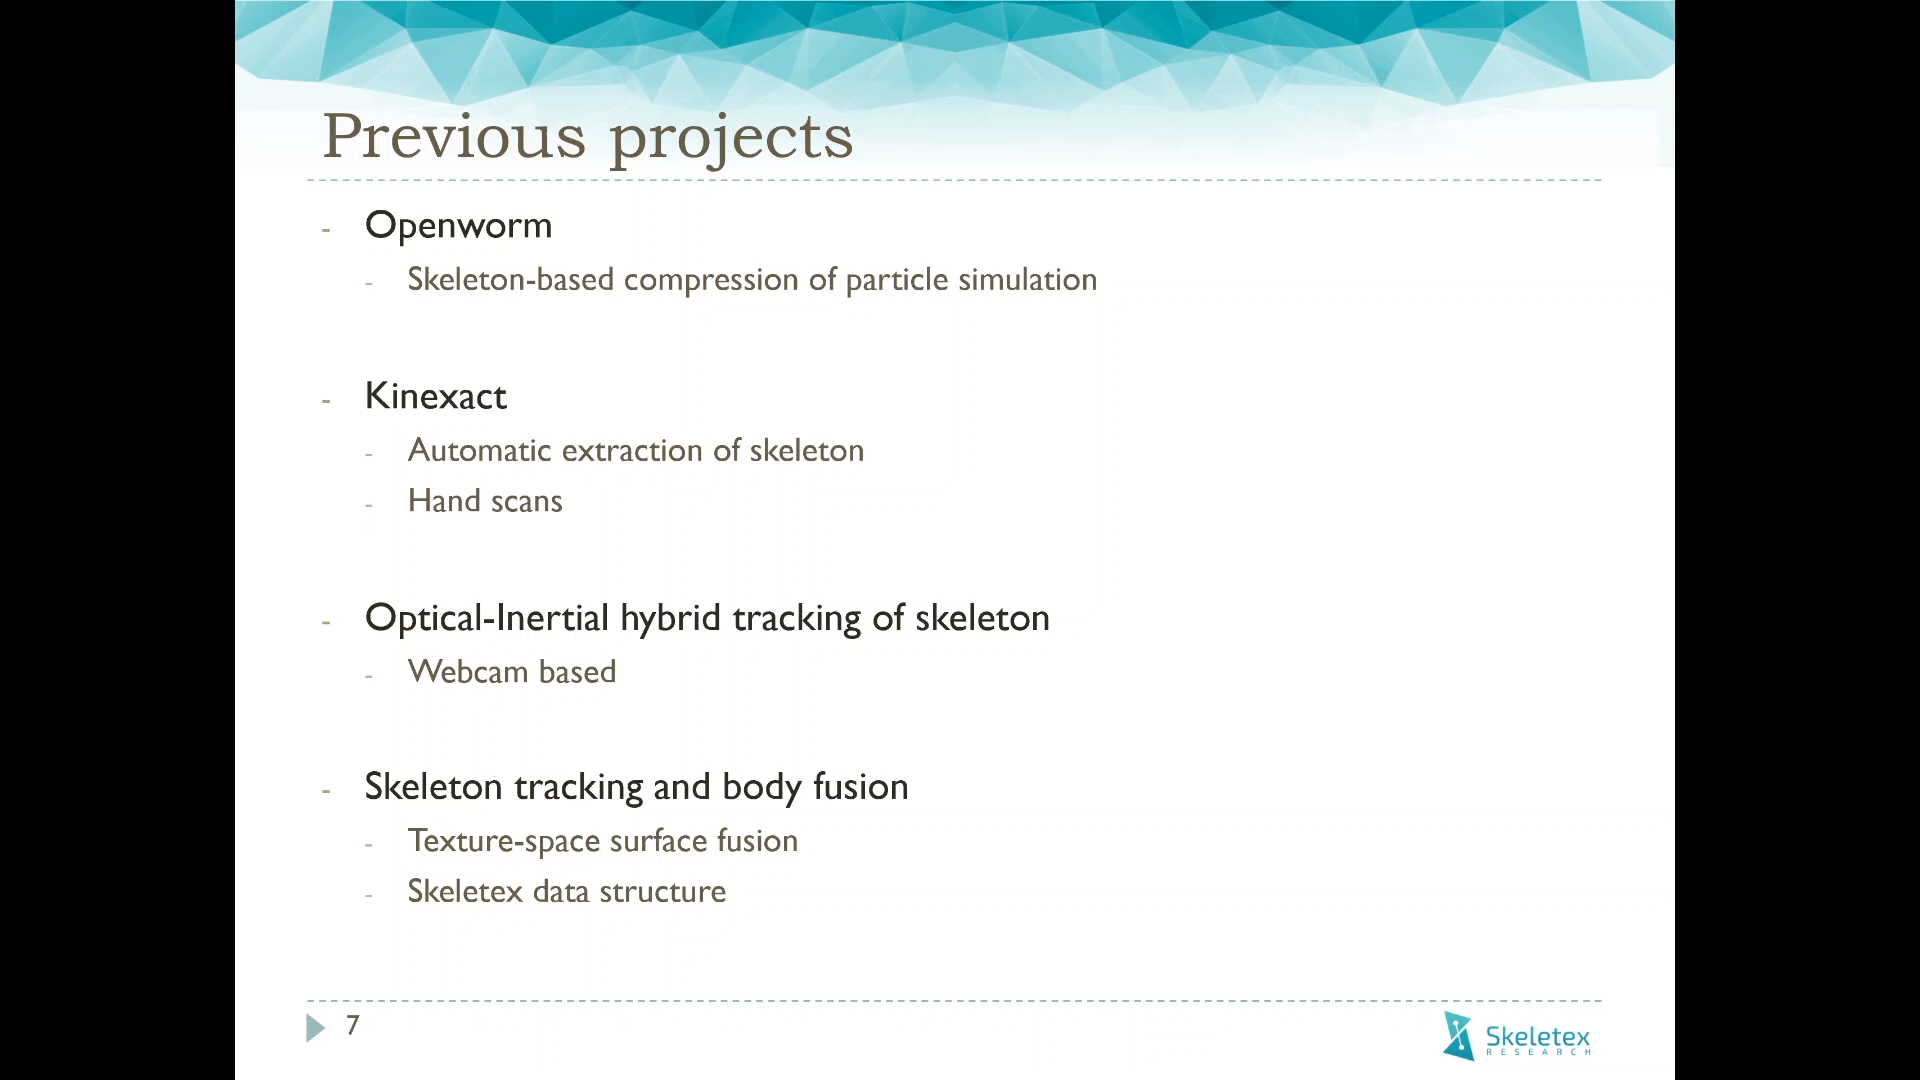 Previous projects
- Openworm
- Skeleton-based compression of particle simulation
- Kinexact
- Automatic extraction of skeleton
- Hand scans
- Optical-Inertial hybrid tracking of skeleton
- Webcam based
- Skeleton tracking and body fusion
- Texture-space surface fusion
- Skeletex data structure
7
Skeletex
RESEARCH